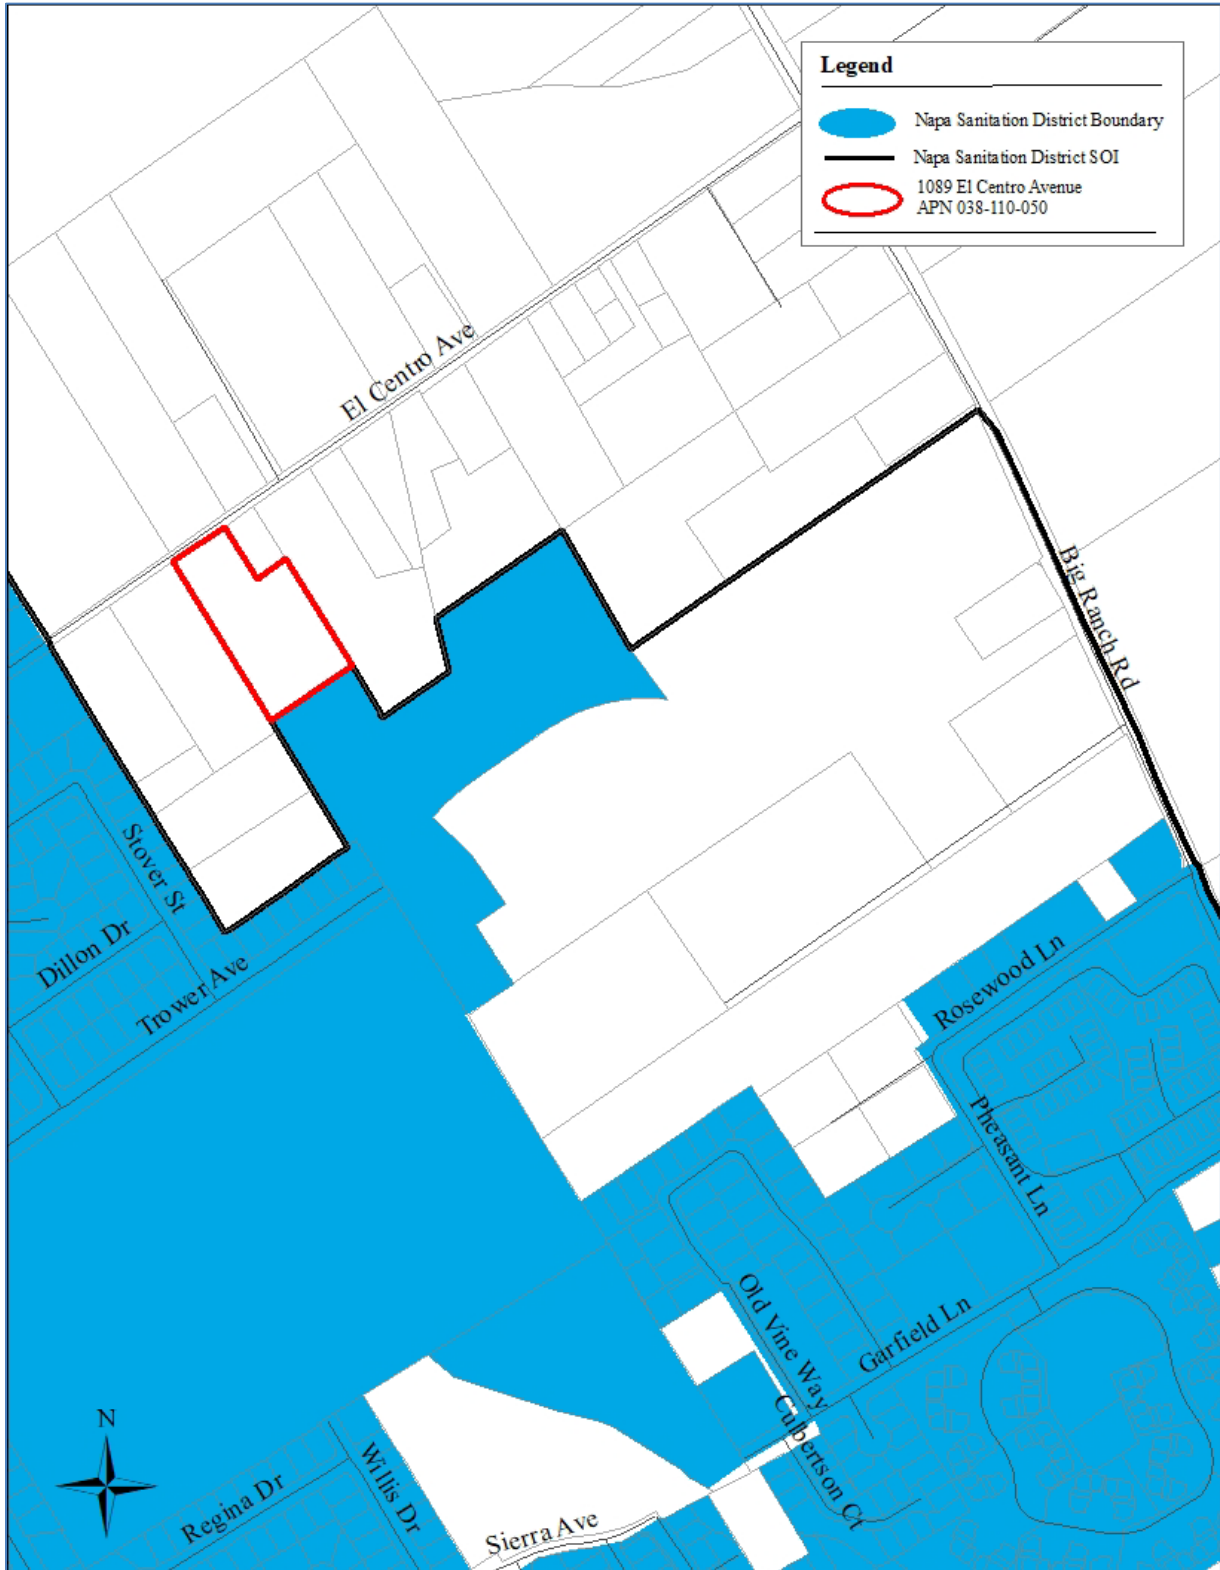 Legend
Napa Sanitation District Boundary
Napa Sanitation District SOI
1089 El Centro Avenue
APN 038-110-050
El Centro Ave
Big Ranch Rd
Stover St
Dillon Dr
Trower Ave
Rosewood Ln
Pheasant Ln
Old Vine Way
Garfield Ln
Culbertson Ct
N
Willis Dr
Regina Dr
Sierra Ave